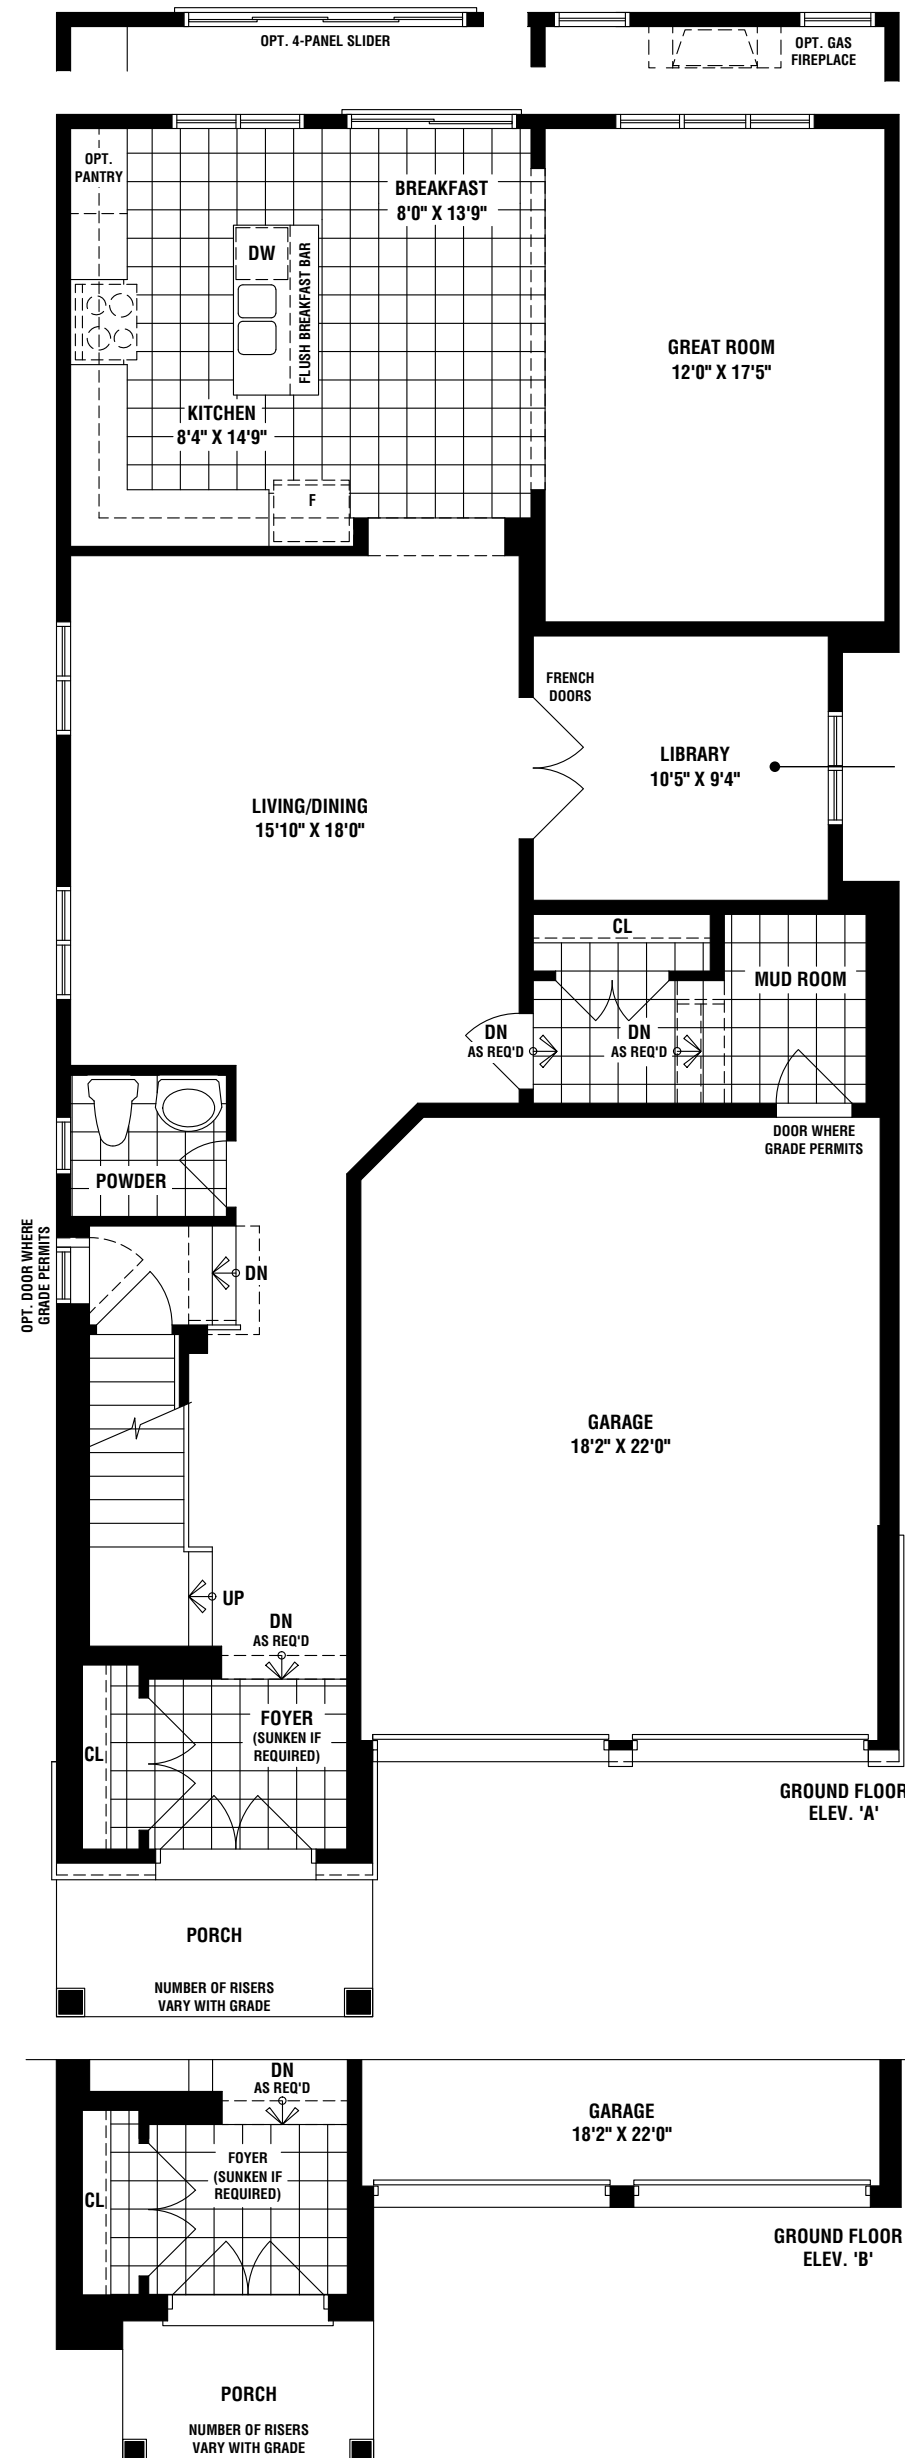 OPT. 4-PANEL SLIDER
OPT. GAS
FIREPLACE
OPT.
PANTRY
BREAKFAST
8'0" X 13'9"
DW
FLUSH BREAKFAST BAR
GREAT ROOM
12'0" X 17'5"
KITCHEN
8'4" X 14'9"
F
FRENCH
DOORS
LIBRARY
10'5" X 9'4"
LIVING/DINING
15'10" X 18'0"
CL
MUD ROOM
DN
AS REQ'D
DN
AS REQ'D
DOOR WHERE
GRADE PERMITS
POWDER
OPT. DOOR WHERE
GRADE PERMITS
DN
GARAGE
18'2" X 22'0"
UP
DN
AS REQ'D
FOYER
(SUNKEN IF
REQUIRED)
CL
GROUND FLOOR
ELEV. 'A'
PORCH
NUMBER OF RISERS
VARY WITH GRADE
DN
AS REQ'D
GARAGE
18'2" X 22'0"
FOYER
(SUNKEN IF
REQUIRED)
CL
GROUND FLOOR
ELEV. 'B'
PORCH
NUMBER OF RISERS
VARY WITH GRADE